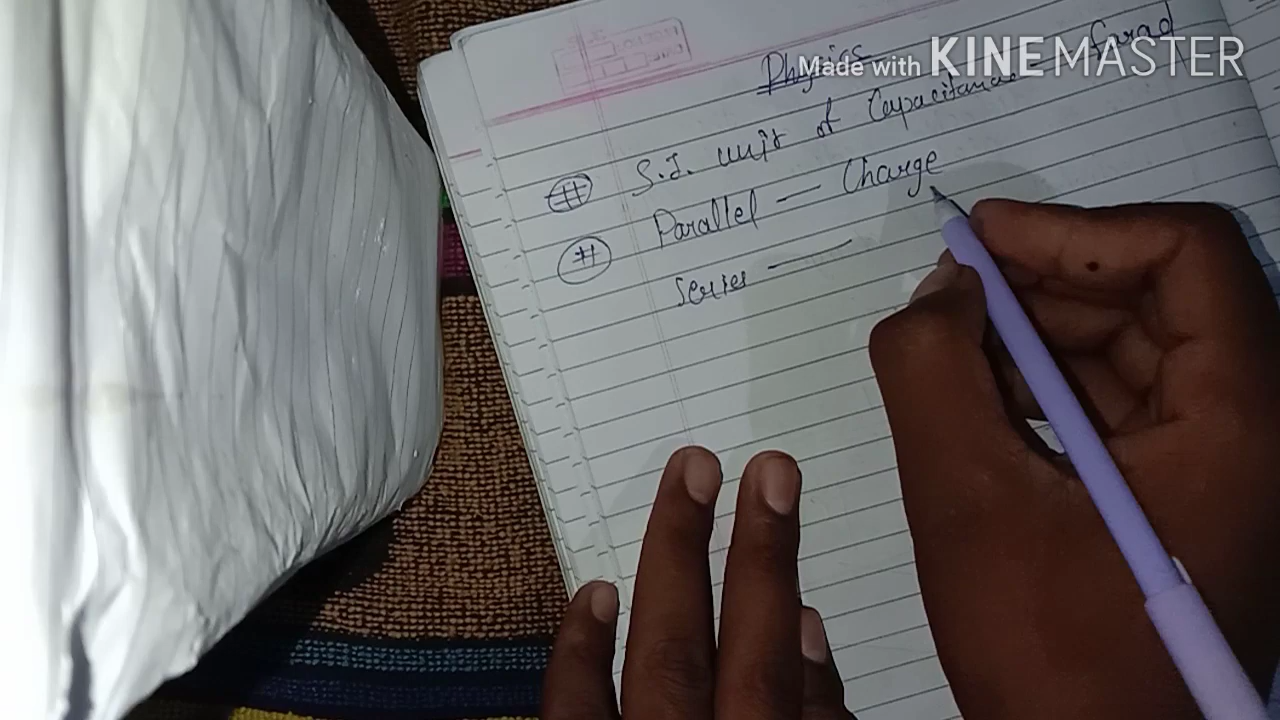 Made with KINEMASTER
Physics
# S.I. unit of Capacitance - farad
# Parallel — Charge
Series —